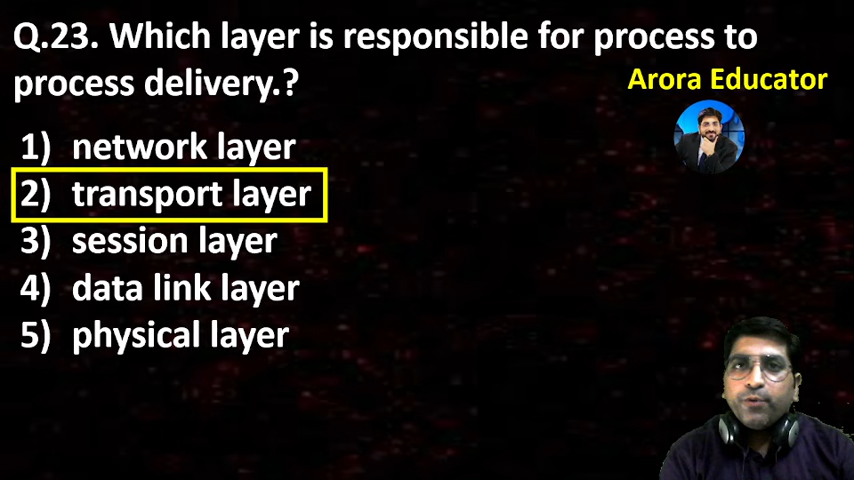 Q.23. Which layer is responsible for process to
process delivery.?
Arora Educator
1) network layer
2) transport layer
3) session layer
4) data link layer
5) physical layer